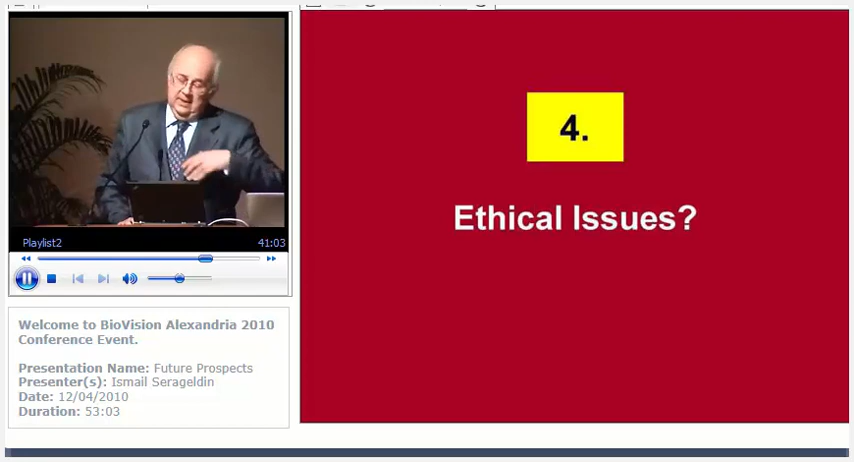 Playlist2 41:03
Welcome to BioVision Alexandria 2010
Conference Event.
Presentation Name: Future Prospects
Presenter(s): Ismail Serageldin
Date: 12/04/2010
Duration: 53:03
4.
Ethical Issues?